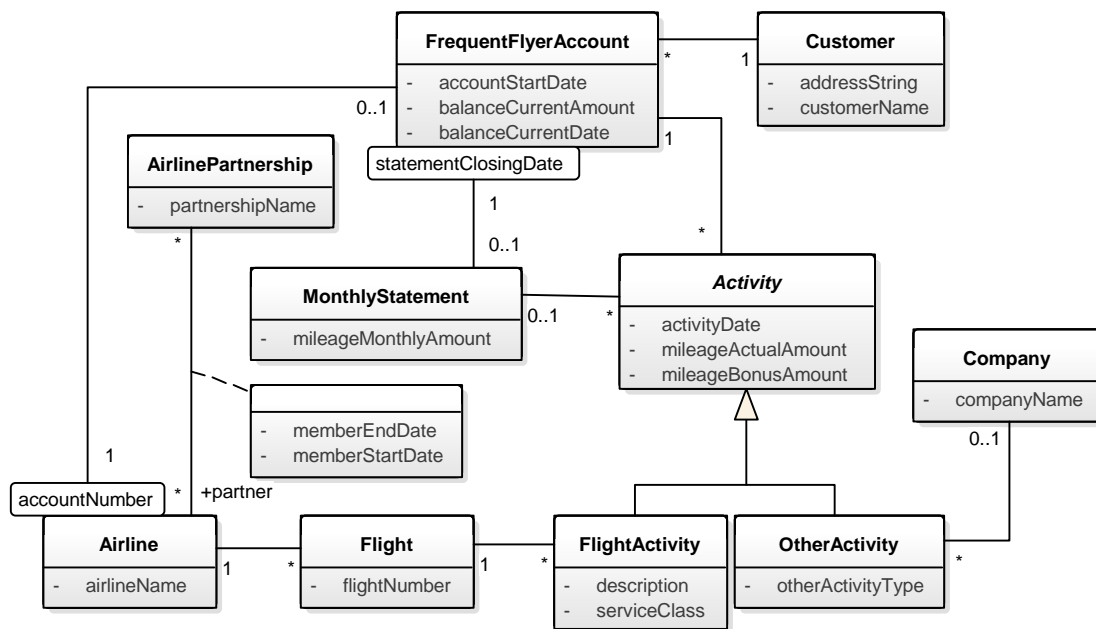 FrequentFlyerAccount
- accountStartDate
- balanceCurrentAmount
- balanceCurrentDate
statementClosingDate
Customer
- addressString
- customerName
*
1
0..1
1
AirlinePartnership
- partnershipName
*
1
0..1
*
MonthlyStatement
- mileageMonthlyAmount
0..1
*
Activity
- activityDate
- mileageActualAmount
- mileageBonusAmount
Company
- companyName
0..1
- memberEndDate
- memberStartDate
1
accountNumber
*
+partner
Airline
- airlineName
1
*
Flight
- flightNumber
1
*
FlightActivity
- description
- serviceClass
OtherActivity
- otherActivityType
*